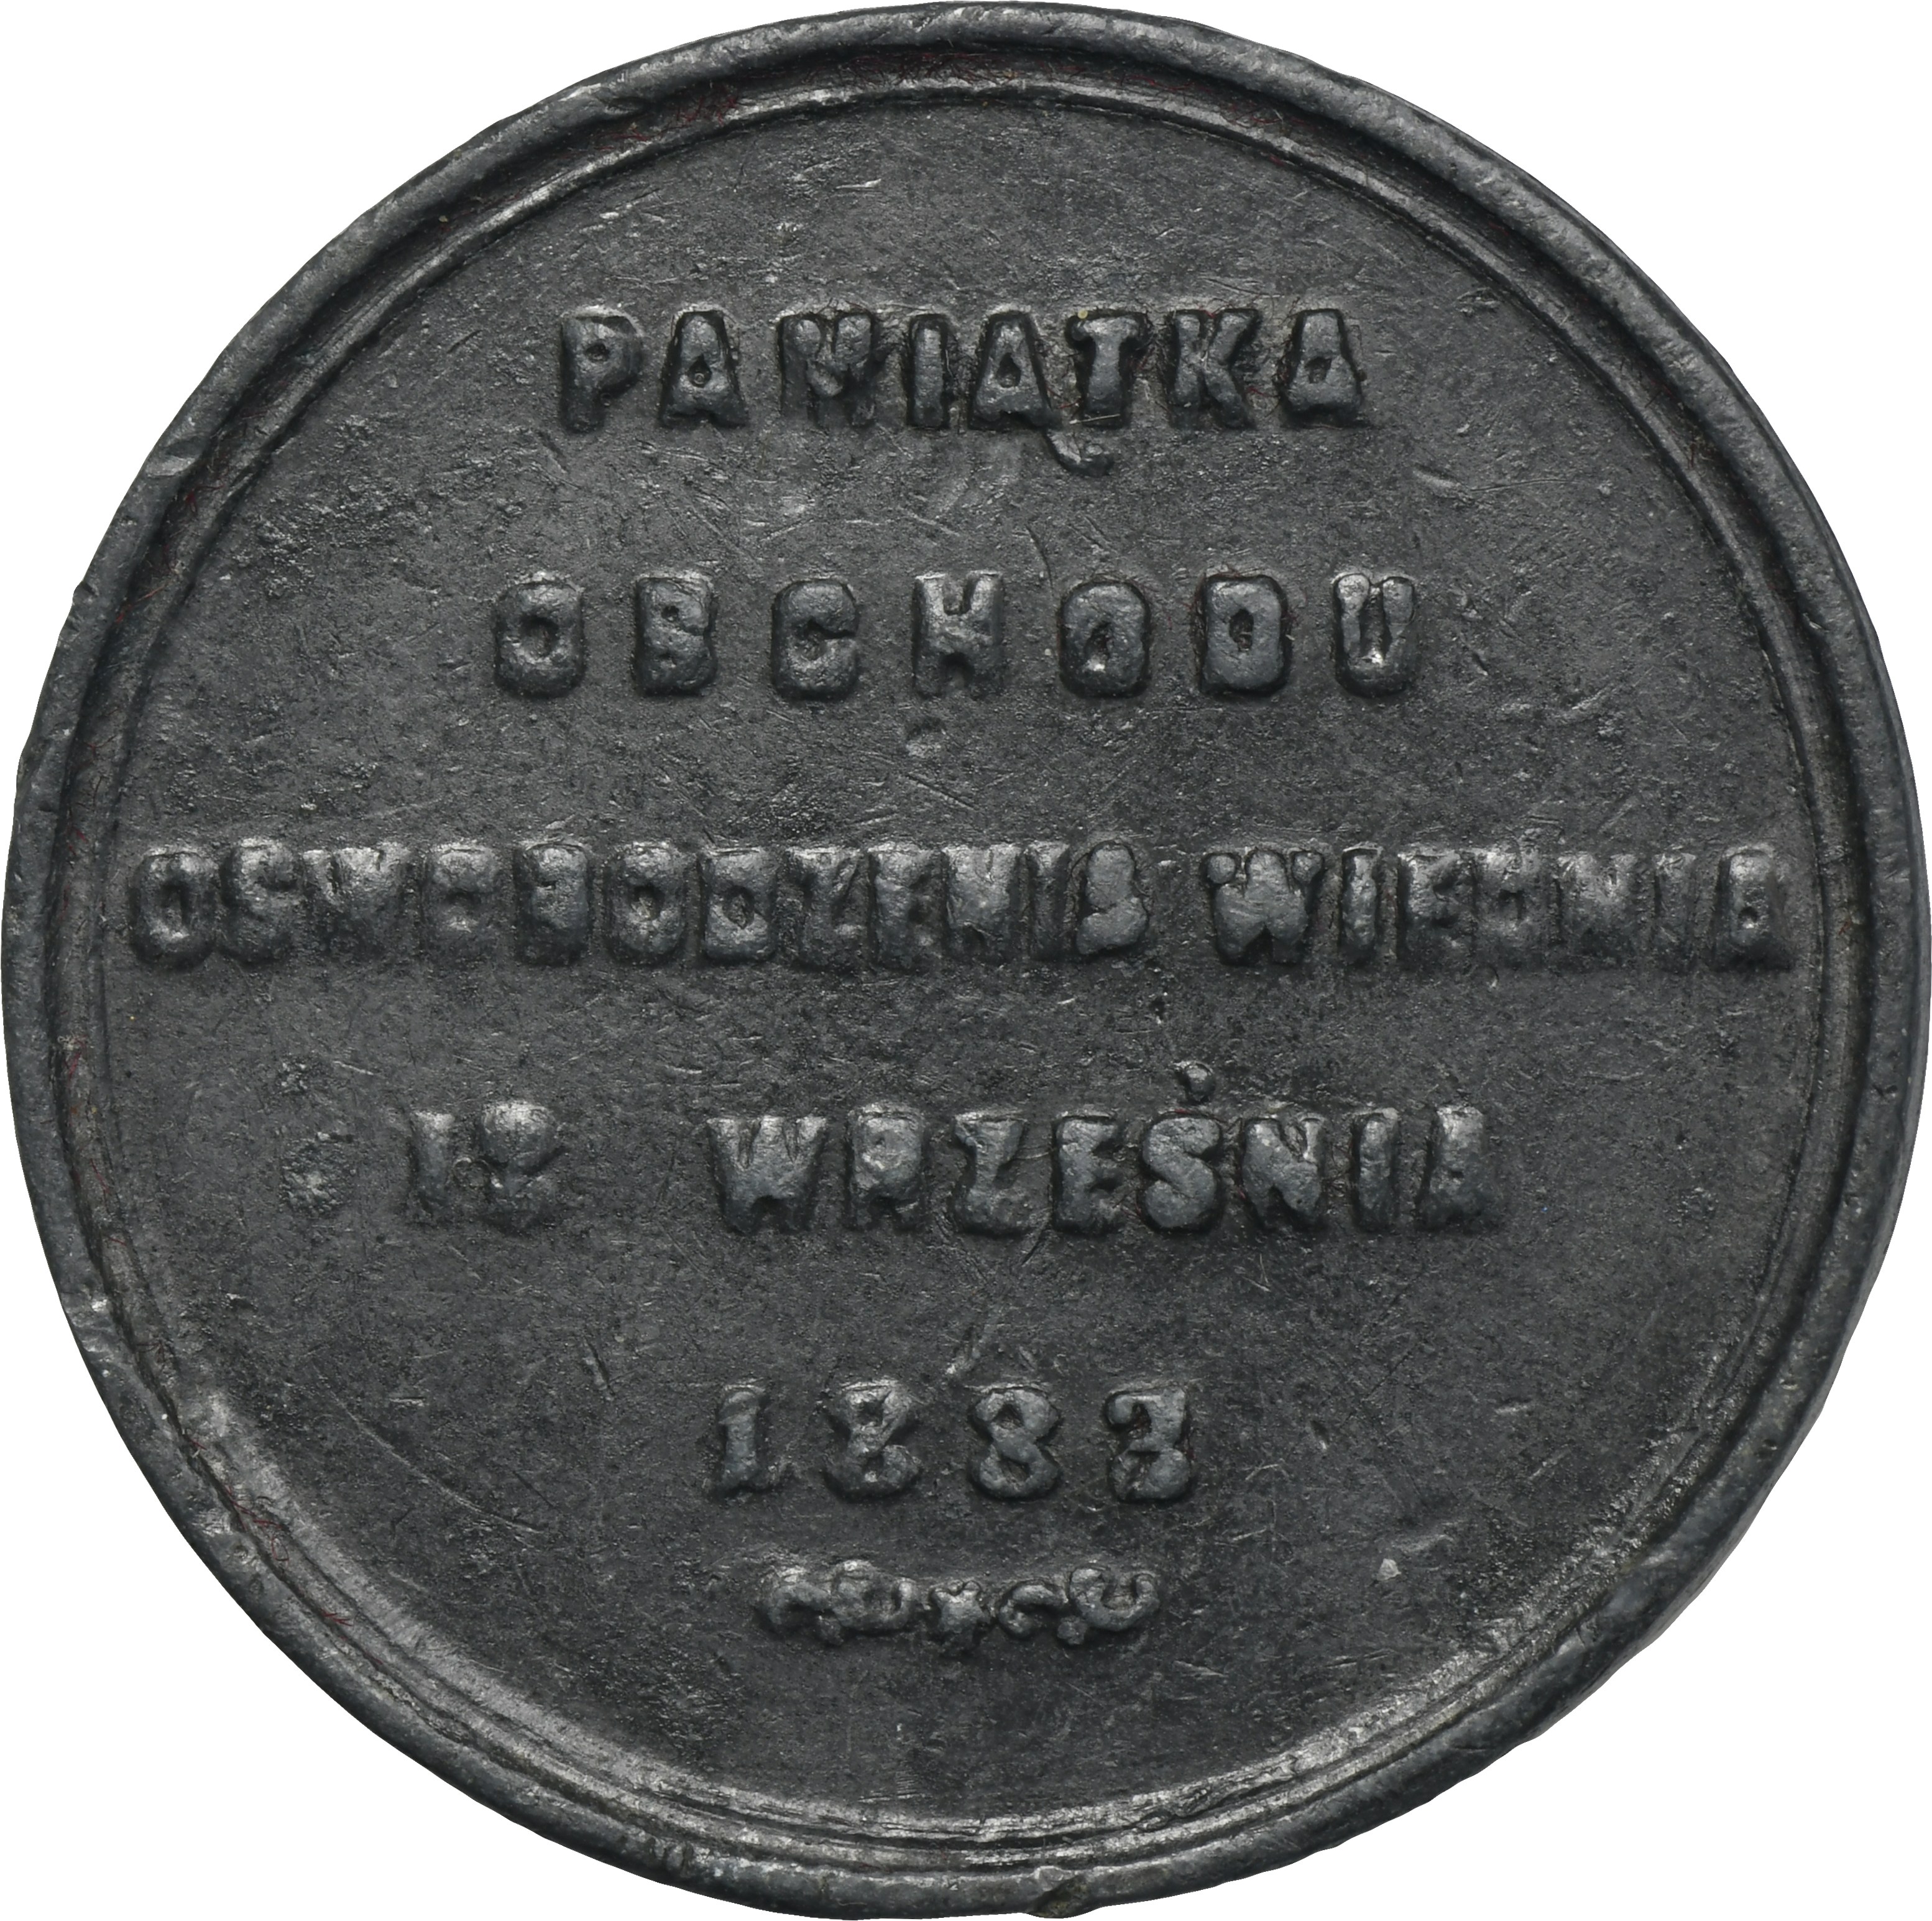 PAMIĄTKA
OBCHODU
OSWOBODZENIA WIEDNIA
12 WRZEŚNIA
1883